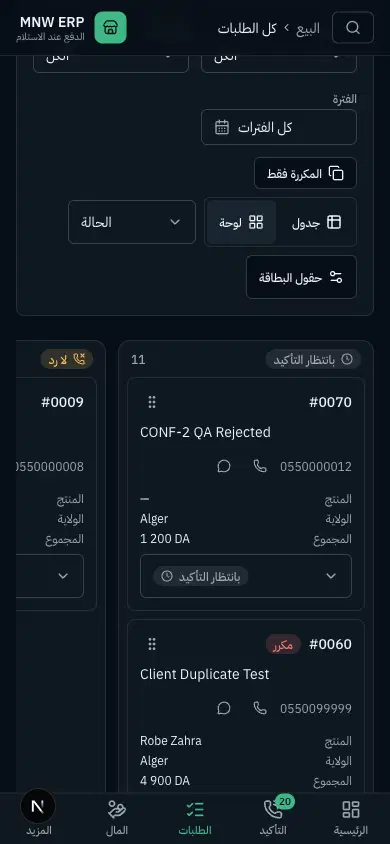 البيع › كل الطلبات
MNW ERP
الدفع عند الاستلام
الكل
الكل
الفترة
كل الفترات
المكررة فقط
جدول
لوحة
الحالة
حقول البطاقة
بانتظار التأكيد
11
#0070
CONF-2 QA Rejected
0550000012
المنتج
—
الولاية
Alger
المجموع
1 200 DA
بانتظار التأكيد
#0060
مكرر
Client Duplicate Test
0550099999
المنتج
Robe Zahra
الولاية
Alger
المجموع
4 900 DA
لا رد
#0009
0550000008
المنتج
الولاية
المجموع
الرئيسية
20
التأكيد
الطلبات
المال
N
المزيد